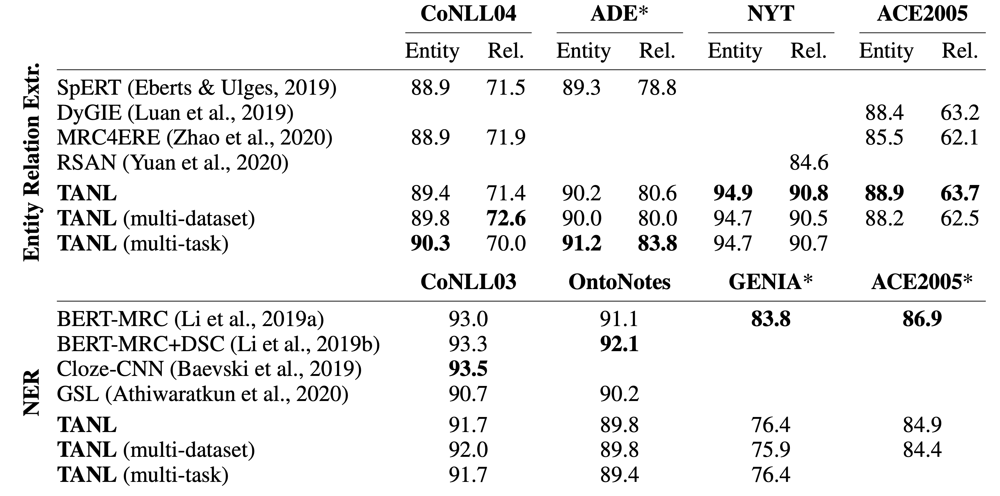 CoNLL04 ADE* NYT ACE2005
Entity Rel. Entity Rel. Entity Rel. Entity Rel.
Entity Relation Extr.
SpERT (Eberts & Ulges, 2019) 88.9 71.5 89.3 78.8
DyGIE (Luan et al., 2019) 88.4 63.2
MRC4ERE (Zhao et al., 2020) 88.9 71.9 85.5 62.1
RSAN (Yuan et al., 2020) 84.6
TANL 89.4 71.4 90.2 80.6 94.9 90.8 88.9 63.7
TANL (multi-dataset) 89.8 72.6 90.0 80.0 94.7 90.5 88.2 62.5
TANL (multi-task) 90.3 70.0 91.2 83.8 94.7 90.7
CoNLL03 OntoNotes GENIA* ACE2005*
NER
BERT-MRC (Li et al., 2019a) 93.0 91.1 83.8 86.9
BERT-MRC+DSC (Li et al., 2019b) 93.3 92.1
Cloze-CNN (Baevski et al., 2019) 93.5
GSL (Athiwaratkun et al., 2020) 90.7 90.2
TANL 91.7 89.8 76.4 84.9
TANL (multi-dataset) 92.0 89.8 75.9 84.4
TANL (multi-task) 91.7 89.4 76.4